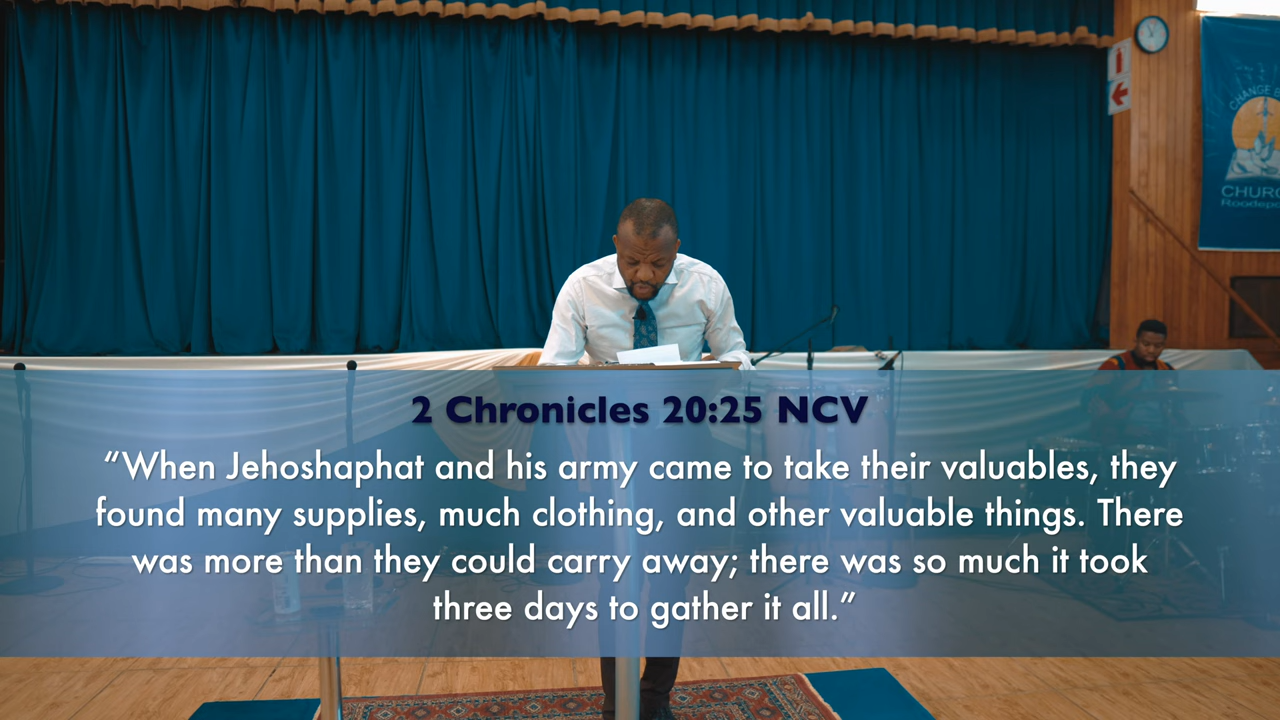 CHANGE
CHURC
Roodepo
2 Chronicles 20:25 NCV
“When Jehoshaphat and his army came to take their valuables, they
found many supplies, much clothing, and other valuable things. There
was more than they could carry away; there was so much it took
three days to gather it all.”